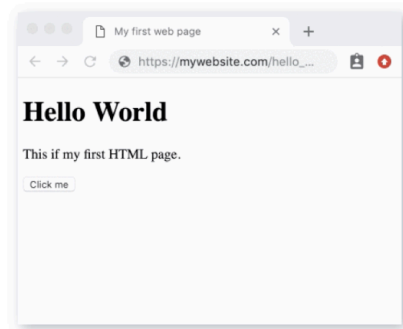 My first web page
https://mywebsite.com/hello_...
Hello World
This if my first HTML page.
Click me